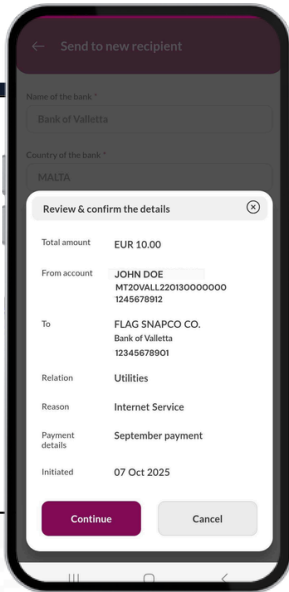 ← Send to new recipient
Name of the bank *
Bank of Valletta
Country of the bank *
MALTA
Review & confirm the details
Total amount EUR 10.00
From account JOHN DOE
MT20VALL220130000000
1245678912
To FLAG SNAPCO CO.
Bank of Valletta
12345678901
Relation Utilities
Reason Internet Service
Payment September payment
details
Initiated 07 Oct 2025
Continue Cancel